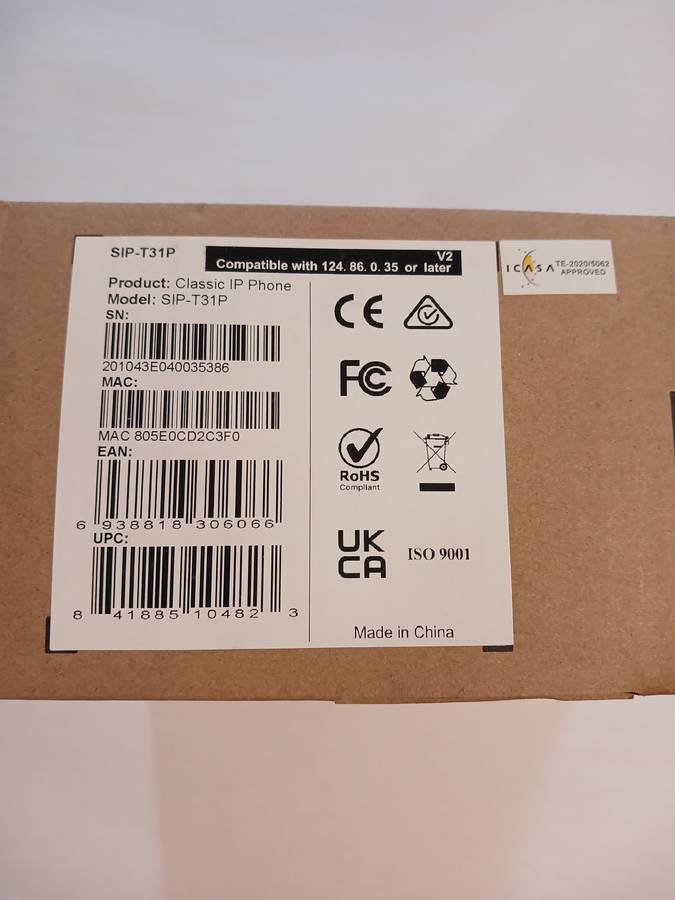 SIP-T31P
V2
Compatible with 124. 86. 0. 35 or later
ICASA
TE-2020/5062
APPROVED
Product: Classic IP Phone
Model: SIP-T31P
SN:
201043E040035386
MAC:
MAC 805E0CD2C3F0
EAN:
6 938818 306066
UPC:
8 41885 10482 3
CE
FC
RoHS
Compliant
UK
CA
ISO 9001
Made in China